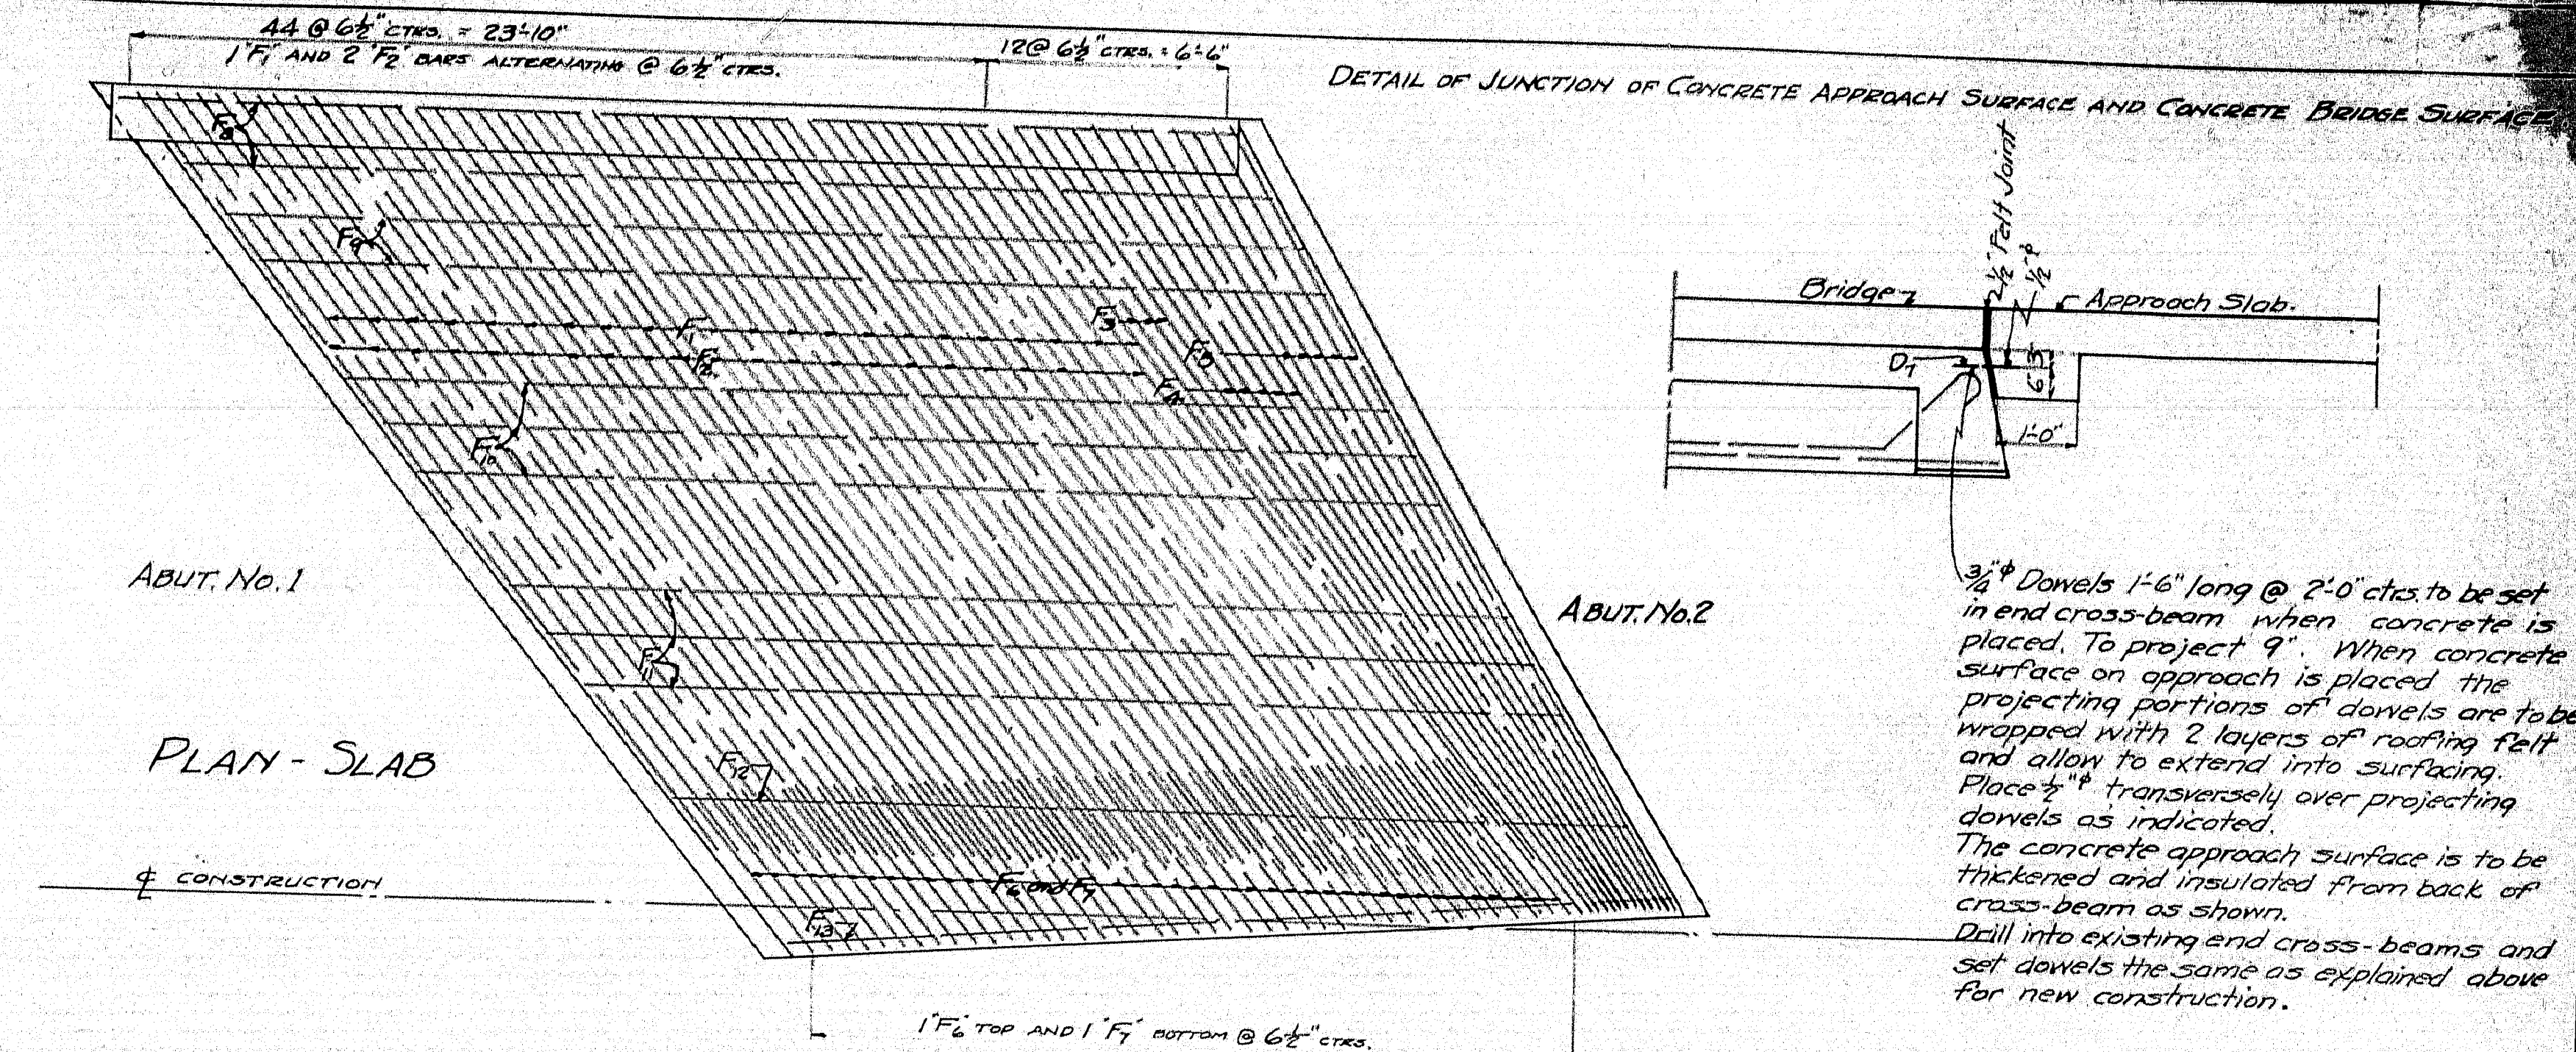 44 @ 6½" CTRS. = 23'-10"
1 "F₁" AND 2 "F₂" BARS ALTERNATING @ 6½" CTRS.
12 @ 6½" CTRS. = 6'-6"
DETAIL OF JUNCTION OF CONCRETE APPROACH SURFACE AND CONCRETE BRIDGE SURFACE
F₈
F₉
F₁
F₂
F₃
F₄
F₁₀
F₁₁
F₁₂
F₆ and F₇
F₁₃
ABUT. No. 1
ABUT. No. 2
PLAN - SLAB
℄ CONSTRUCTION
1 "F₆" TOP AND 1 "F₇" BOTTOM @ 6½" CTRS.
½" Felt Joint
½"φ
Bridge
Approach Slab.
3"
6"
1'-0"
¾"φ Dowels 1'-6" long @ 2'-0" ctrs. to be set
in end cross-beam when concrete is
placed. To project 9". When concrete
surface on approach is placed the
projecting portions of dowels are to be
wrapped with 2 layers of roofing felt
and allow to extend into surfacing.
Place ½"φ transversely over projecting
dowels as indicated.
The concrete approach surface is to be
thickened and insulated from back of
cross-beam as shown.
Drill into existing end cross-beams and
set dowels the same as explained above
for new construction.